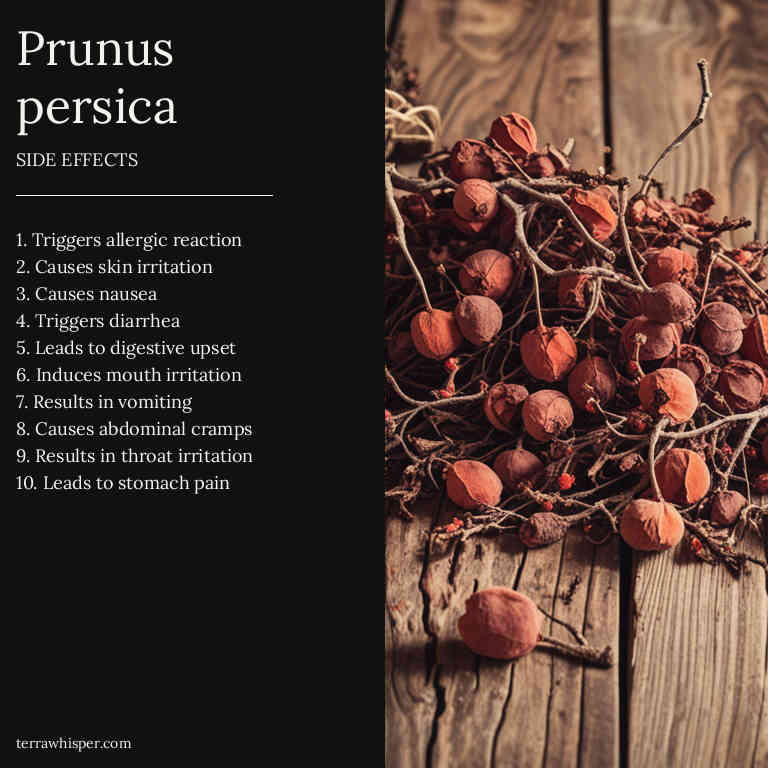 Prunus
persica
SIDE EFFECTS
1. Triggers allergic reaction
2. Causes skin irritation
3. Causes nausea
4. Triggers diarrhea
5. Leads to digestive upset
6. Induces mouth irritation
7. Results in vomiting
8. Causes abdominal cramps
9. Results in throat irritation
10. Leads to stomach pain
terrawhisper.com